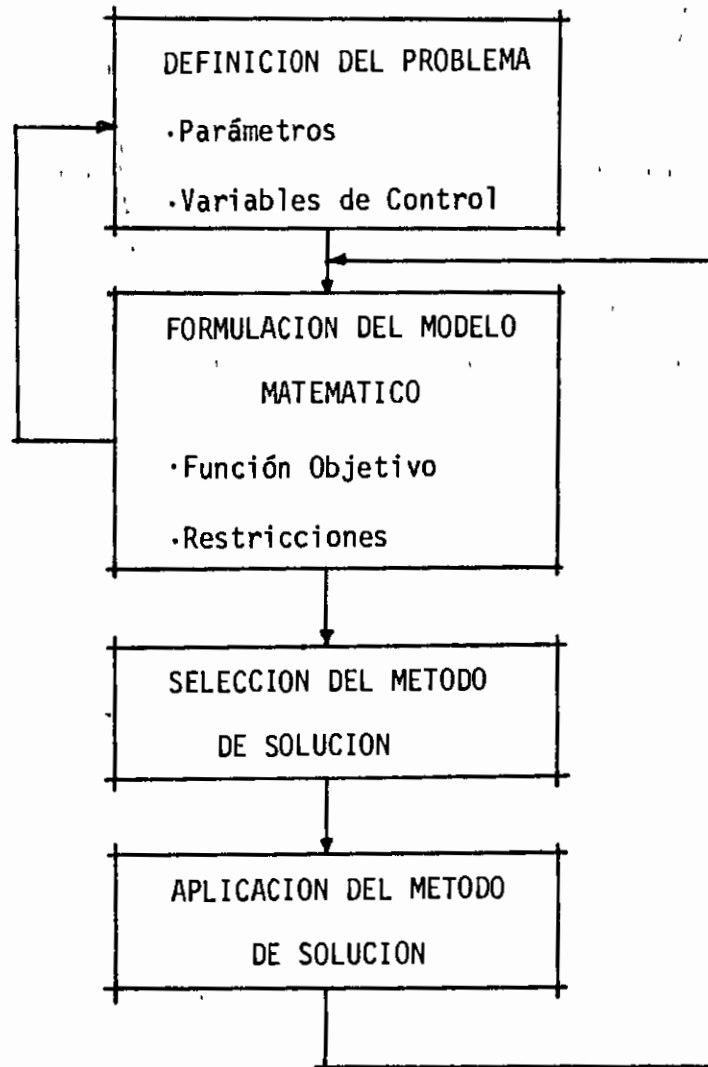 DEFINICION DEL PROBLEMA
·Parámetros
·Variables de Control
FORMULACION DEL MODELO
MATEMATICO
·Función Objetivo
·Restricciones
SELECCION DEL METODO
DE SOLUCION
APLICACION DEL METODO
DE SOLUCION